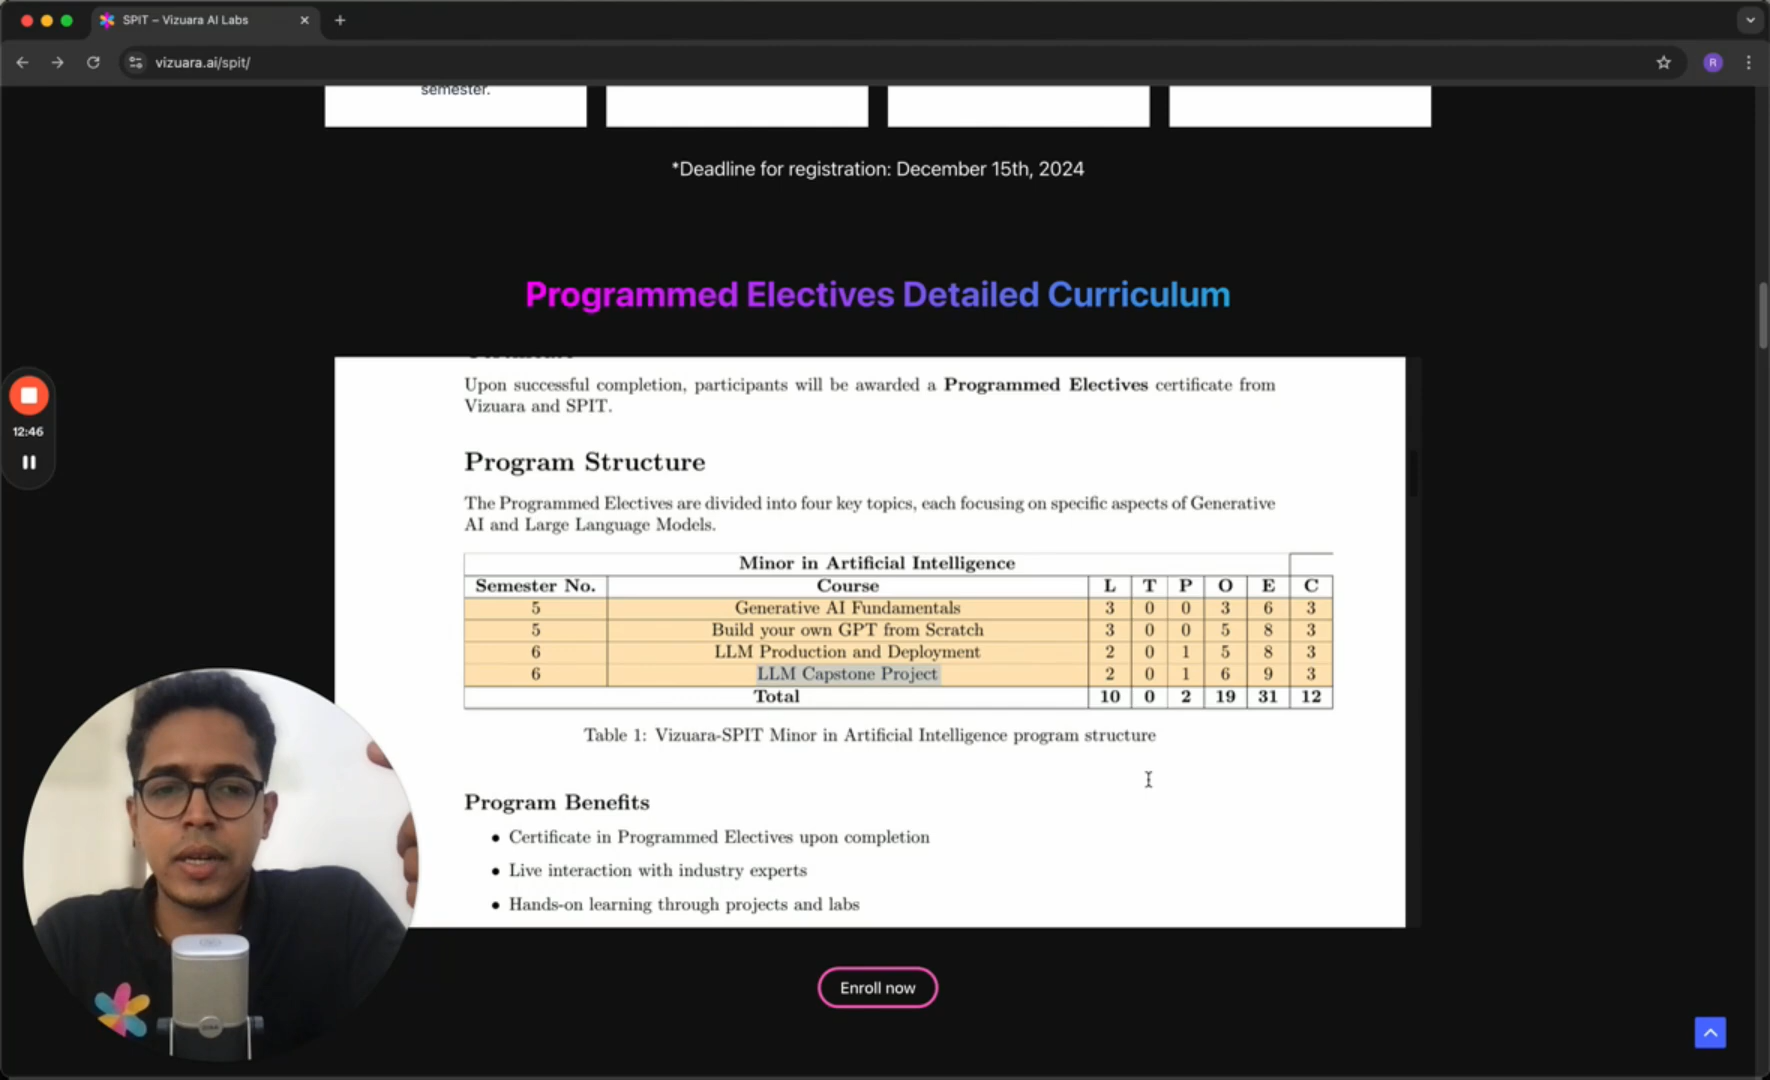 SPIT – Vizuara AI Labs
vizuara.ai/spit/
R
semester.
*Deadline for registration: December 15th, 2024
Programmed Electives Detailed Curriculum
12:46
Upon successful completion, participants will be awarded a Programmed Electives certificate from
Vizuara and SPIT.
Program Structure
The Programmed Electives are divided into four key topics, each focusing on specific aspects of Generative
AI and Large Language Models.
Minor in Artificial Intelligence
Semester No. Course L T P O E C
5 Generative AI Fundamentals 3 0 0 3 6 3
5 Build your own GPT from Scratch 3 0 0 5 8 3
6 LLM Production and Deployment 2 0 1 5 8 3
6 LLM Capstone Project 2 0 1 6 9 3
Total 10 0 2 19 31 12
Table 1: Vizuara-SPIT Minor in Artificial Intelligence program structure
Program Benefits
• Certificate in Programmed Electives upon completion
• Live interaction with industry experts
• Hands-on learning through projects and labs
Enroll now